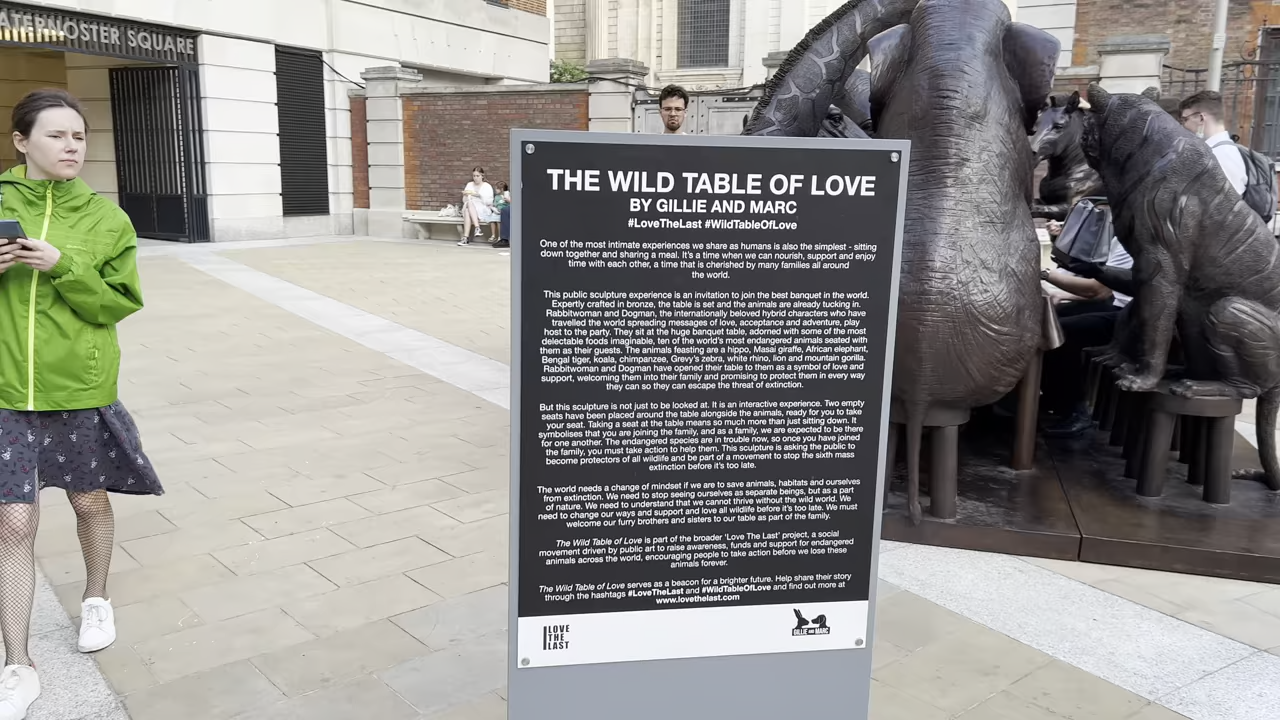 ATERNOSTER SQUARE
THE WILD TABLE OF LOVE
BY GILLIE AND MARC
#LoveTheLast #WildTableOfLove
One of the most intimate experiences we share as humans is also the simplest - sitting
down together and sharing a meal. It's a time when we can nourish, support and enjoy
time with each other, a time that is cherished by many families all around
the world.
This public sculpture experience is an invitation to join the best banquet in the world.
Expertly crafted in bronze, the table is set and the animals are already tucking in.
Rabbitwoman and Dogman, the internationally beloved hybrid characters who have
travelled the world spreading messages of love, acceptance and adventure, play
host to the party. They sit at the huge banquet table, adorned with some of the most
delectable foods imaginable, ten of the world's most endangered animals seated with
them as their guests. The animals feasting are a hippo, Masai giraffe, African elephant,
Bengal tiger, koala, chimpanzee, Grevy's zebra, white rhino, lion and mountain gorilla.
Rabbitwoman and Dogman have opened their table to them as a symbol of love and
support, welcoming them into their family and promising to protect them in every way
they can so they can escape the threat of extinction.
But this sculpture is not just to be looked at. It is an interactive experience. Two empty
seats have been placed around the table alongside the animals, ready for you to take
your seat. Taking a seat at the table means so much more than just sitting down. It
symbolises that you are joining the family, and as a family, we are expected to be there
for one another. The endangered species are in trouble now, so once you have joined
the family, you must take action to help them. This sculpture is asking the public to
become protectors of all wildlife and be part of a movement to stop the sixth mass
extinction before it's too late.
The world needs a change of mindset if we are to save animals, habitats and ourselves
from extinction. We need to stop seeing ourselves as separate beings, but as a part
of nature. We need to understand that we cannot thrive without the wild world. We
need to change our ways and support and love all wildlife before it's too late. We must
welcome our furry brothers and sisters to our table as part of the family.
The Wild Table of Love is part of the broader 'Love The Last' project, a social
movement driven by public art to raise awareness, funds and support for endangered
animals across the world, encouraging people to take action before we lose these
animals forever.
The Wild Table of Love serves as a beacon for a brighter future. Help share their story
through the hashtags #LoveTheLast and #WildTableOfLove and find out more at
www.lovethelast.com
LOVE
THE
LAST
GILLIE AND MARC